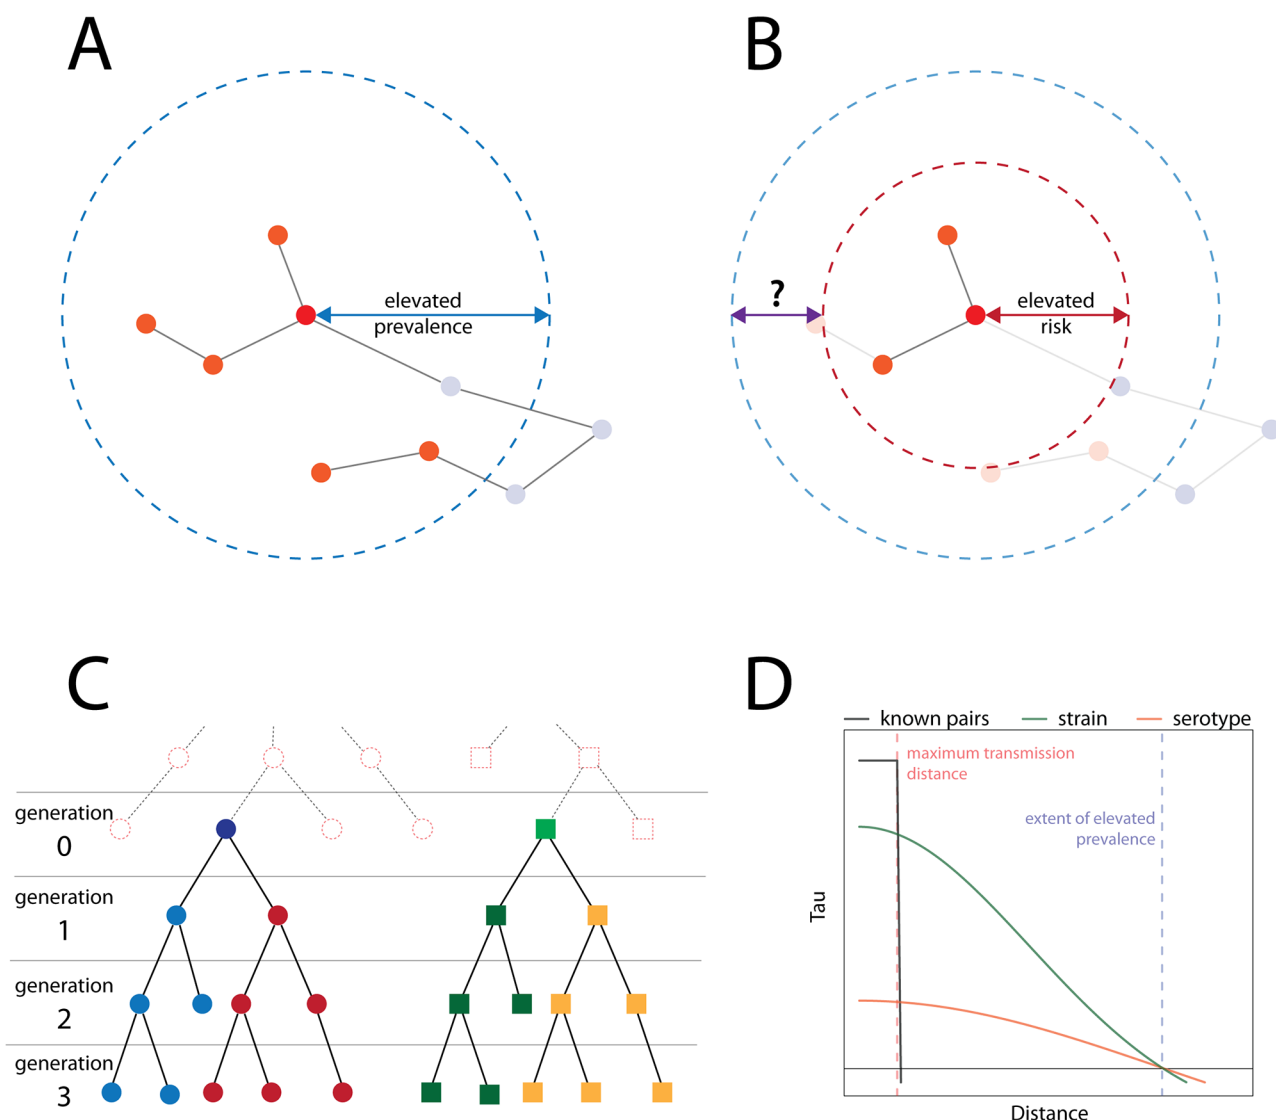 A
B
elevated
prevalence
?
elevated
risk
C
D
known pairs
strain
serotype
maximum transmission
distance
extent of elevated
prevalence
Tau
Distance
generation
0
generation
1
generation
2
generation
3